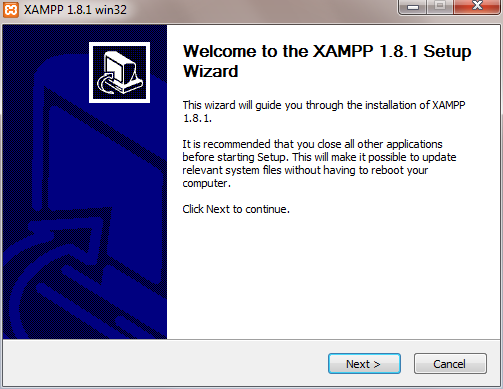 XAMPP 1.8.1 win32
Welcome to the XAMPP 1.8.1 Setup
Wizard
This wizard will guide you through the installation of XAMPP
1.8.1.
It is recommended that you close all other applications
before starting Setup. This will make it possible to update
relevant system files without having to reboot your
computer.
Click Next to continue.
Next >
Cancel